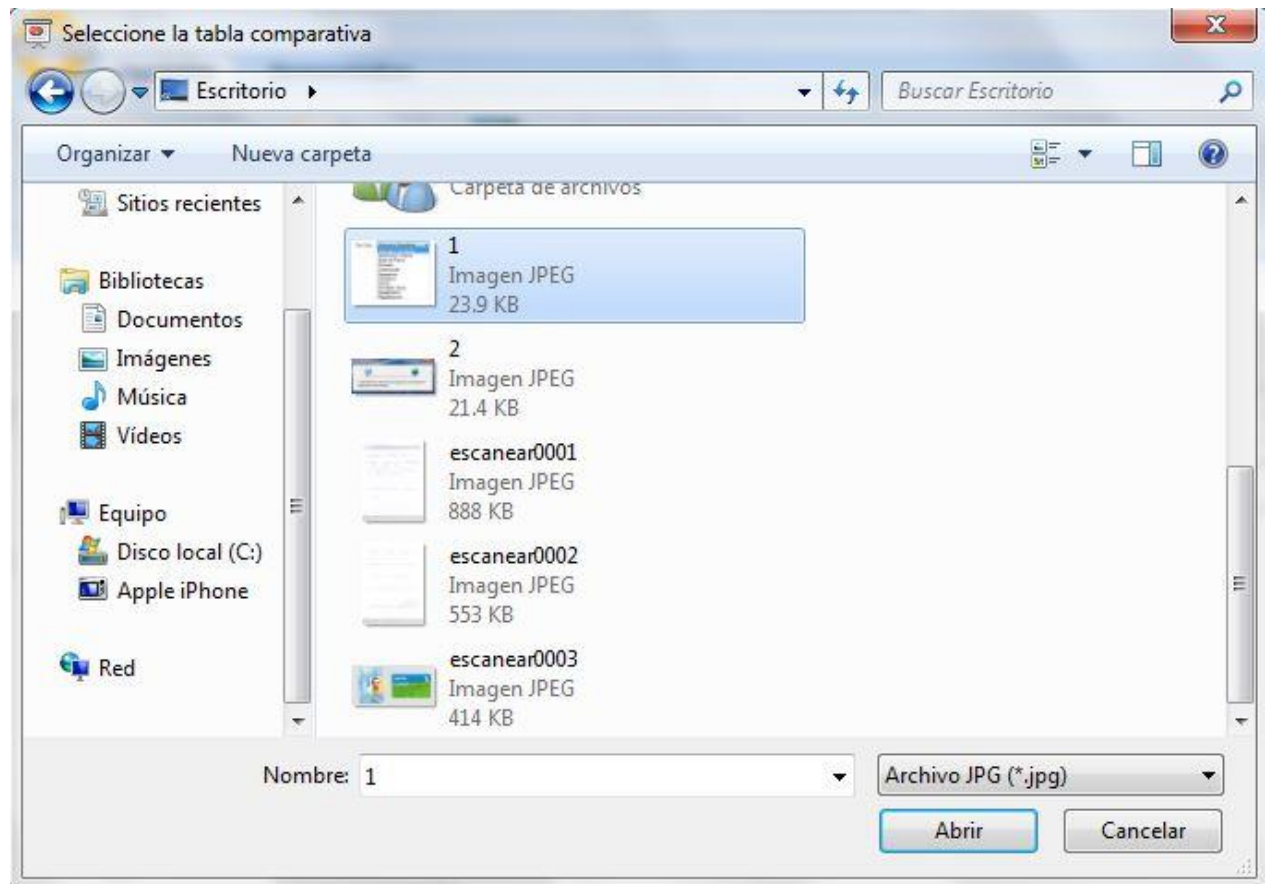 Seleccione la tabla comparativa
Escritorio
Buscar Escritorio
Organizar
Nueva carpeta
Sitios recientes
Bibliotecas
Documentos
Imágenes
Música
Vídeos
Equipo
Disco local (C:)
Apple iPhone
Red
Carpeta de archivos
1
Imagen JPEG
23.9 KB
2
Imagen JPEG
21.4 KB
escanear0001
Imagen JPEG
888 KB
escanear0002
Imagen JPEG
553 KB
escanear0003
Imagen JPEG
414 KB
Nombre: 1
Archivo JPG (*.jpg)
Abrir
Cancelar